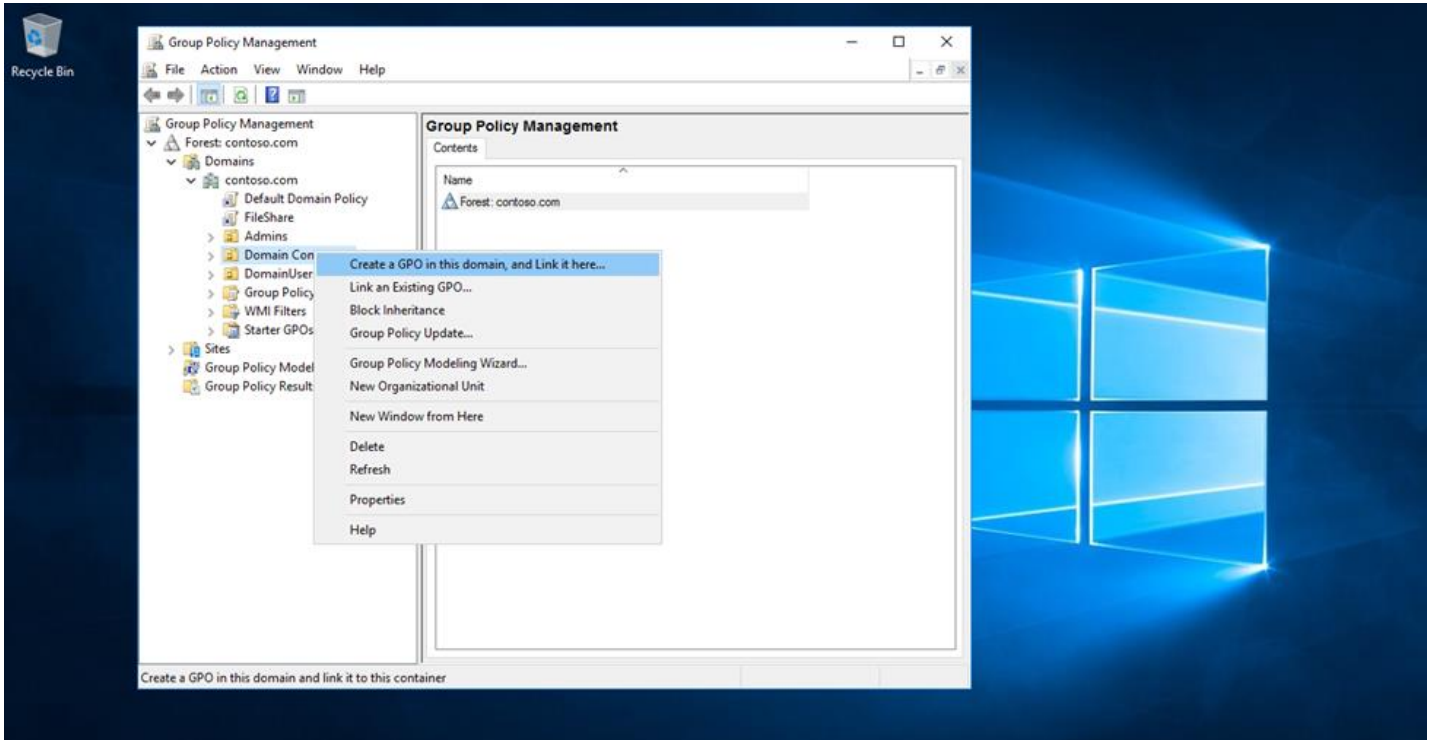 Recycle Bin
Group Policy Management
File Action View Window Help
Group Policy Management
Forest: contoso.com
Domains
contoso.com
Default Domain Policy
FileShare
Admins
Domain Con
DomainUser
Group Policy
WMI Filters
Starter GPOs
Sites
Group Policy Model
Group Policy Result
Group Policy Management
Contents
Name
Forest: contoso.com
Create a GPO in this domain, and Link it here...
Link an Existing GPO...
Block Inheritance
Group Policy Update...
Group Policy Modeling Wizard...
New Organizational Unit
New Window from Here
Delete
Refresh
Properties
Help
Create a GPO in this domain and link it to this container